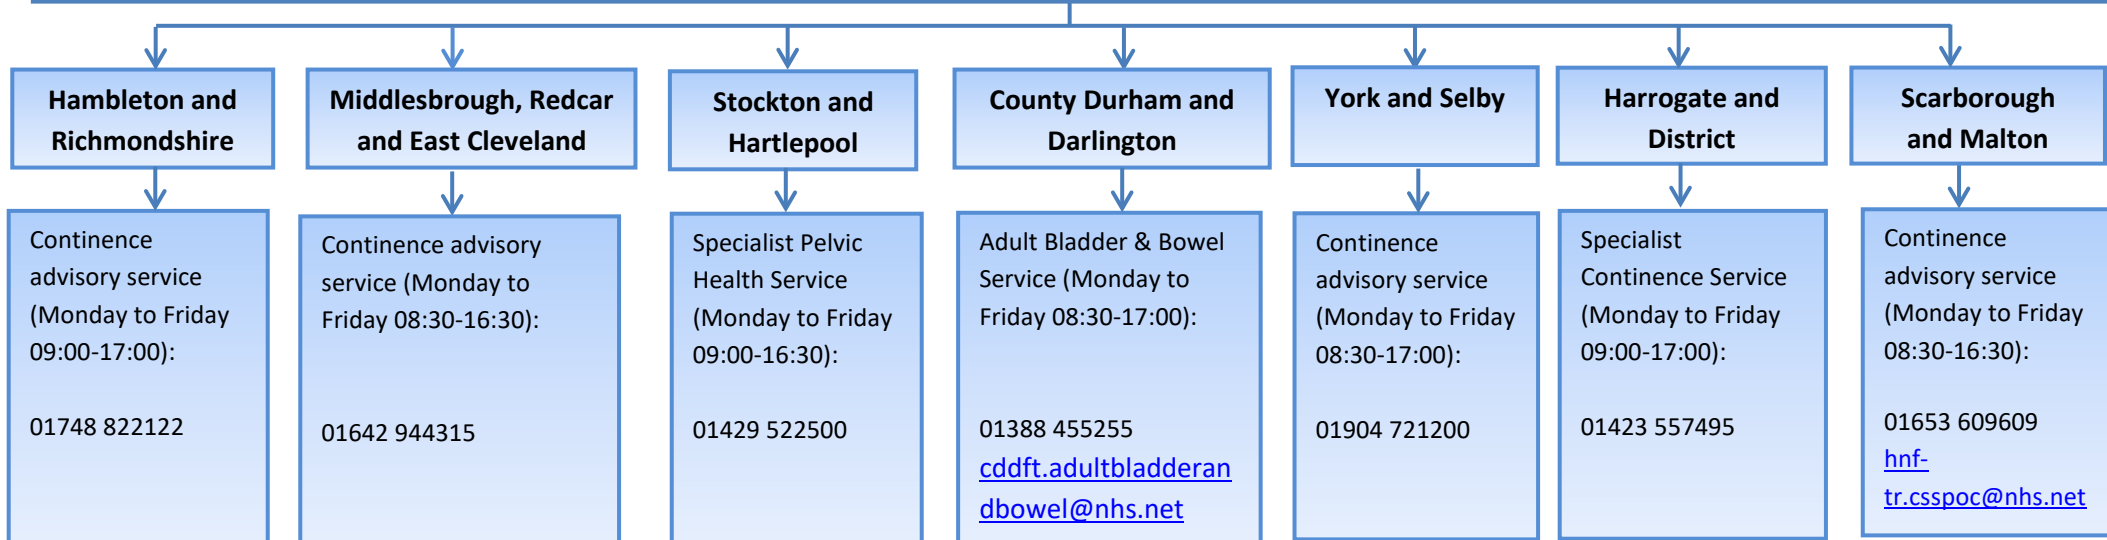 Hambleton and
Richmondshire
Middlesbrough, Redcar
and East Cleveland
Stockton and
Hartlepool
County Durham and
Darlington
York and Selby
Harrogate and
District
Scarborough
and Malton
Continence
advisory service
(Monday to Friday
09:00-17:00):
01748 822122
Continence advisory
service (Monday to
Friday 08:30-16:30):
01642 944315
Specialist Pelvic
Health Service
(Monday to Friday
09:00-16:30):
01429 522500
Adult Bladder & Bowel
Service (Monday to
Friday 08:30-17:00):
01388 455255
cddft.adultbladderan
dbowel@nhs.net
Continence
advisory service
(Monday to Friday
08:30-17:00):
01904 721200
Specialist
Continence Service
(Monday to Friday
09:00-17:00):
01423 557495
Continence
advisory service
(Monday to Friday
08:30-16:30):
01653 609609
hnf-
tr.csspoc@nhs.net